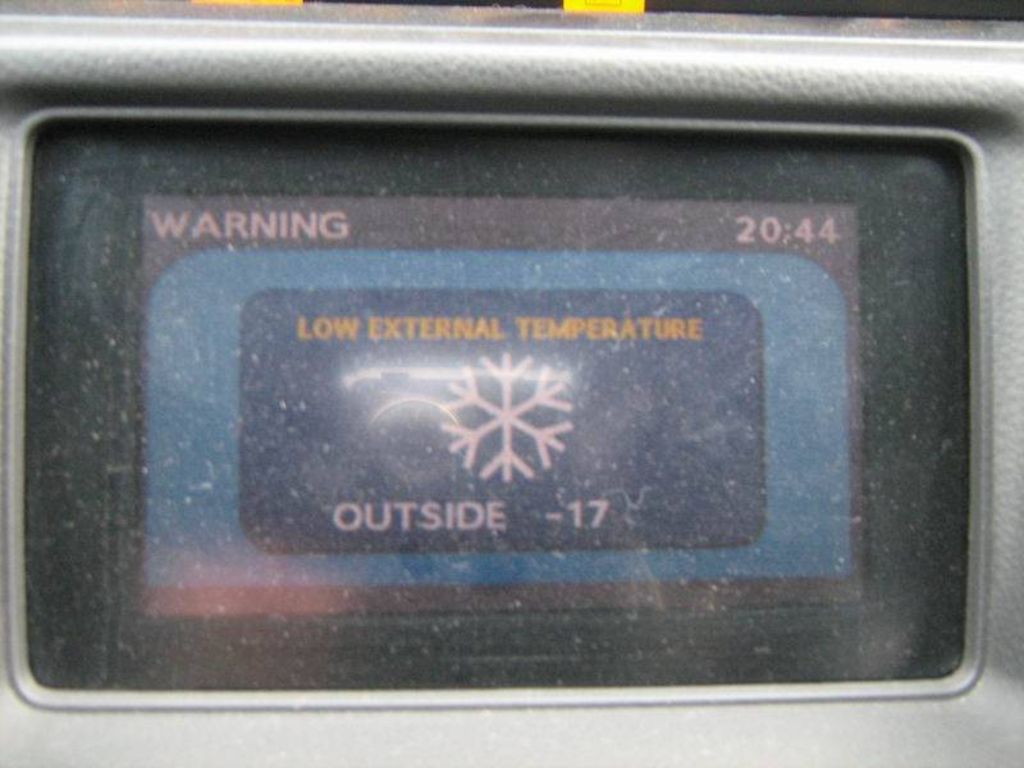 WARNING 20:44
LOW EXTERNAL TEMPERATURE
OUTSIDE -17